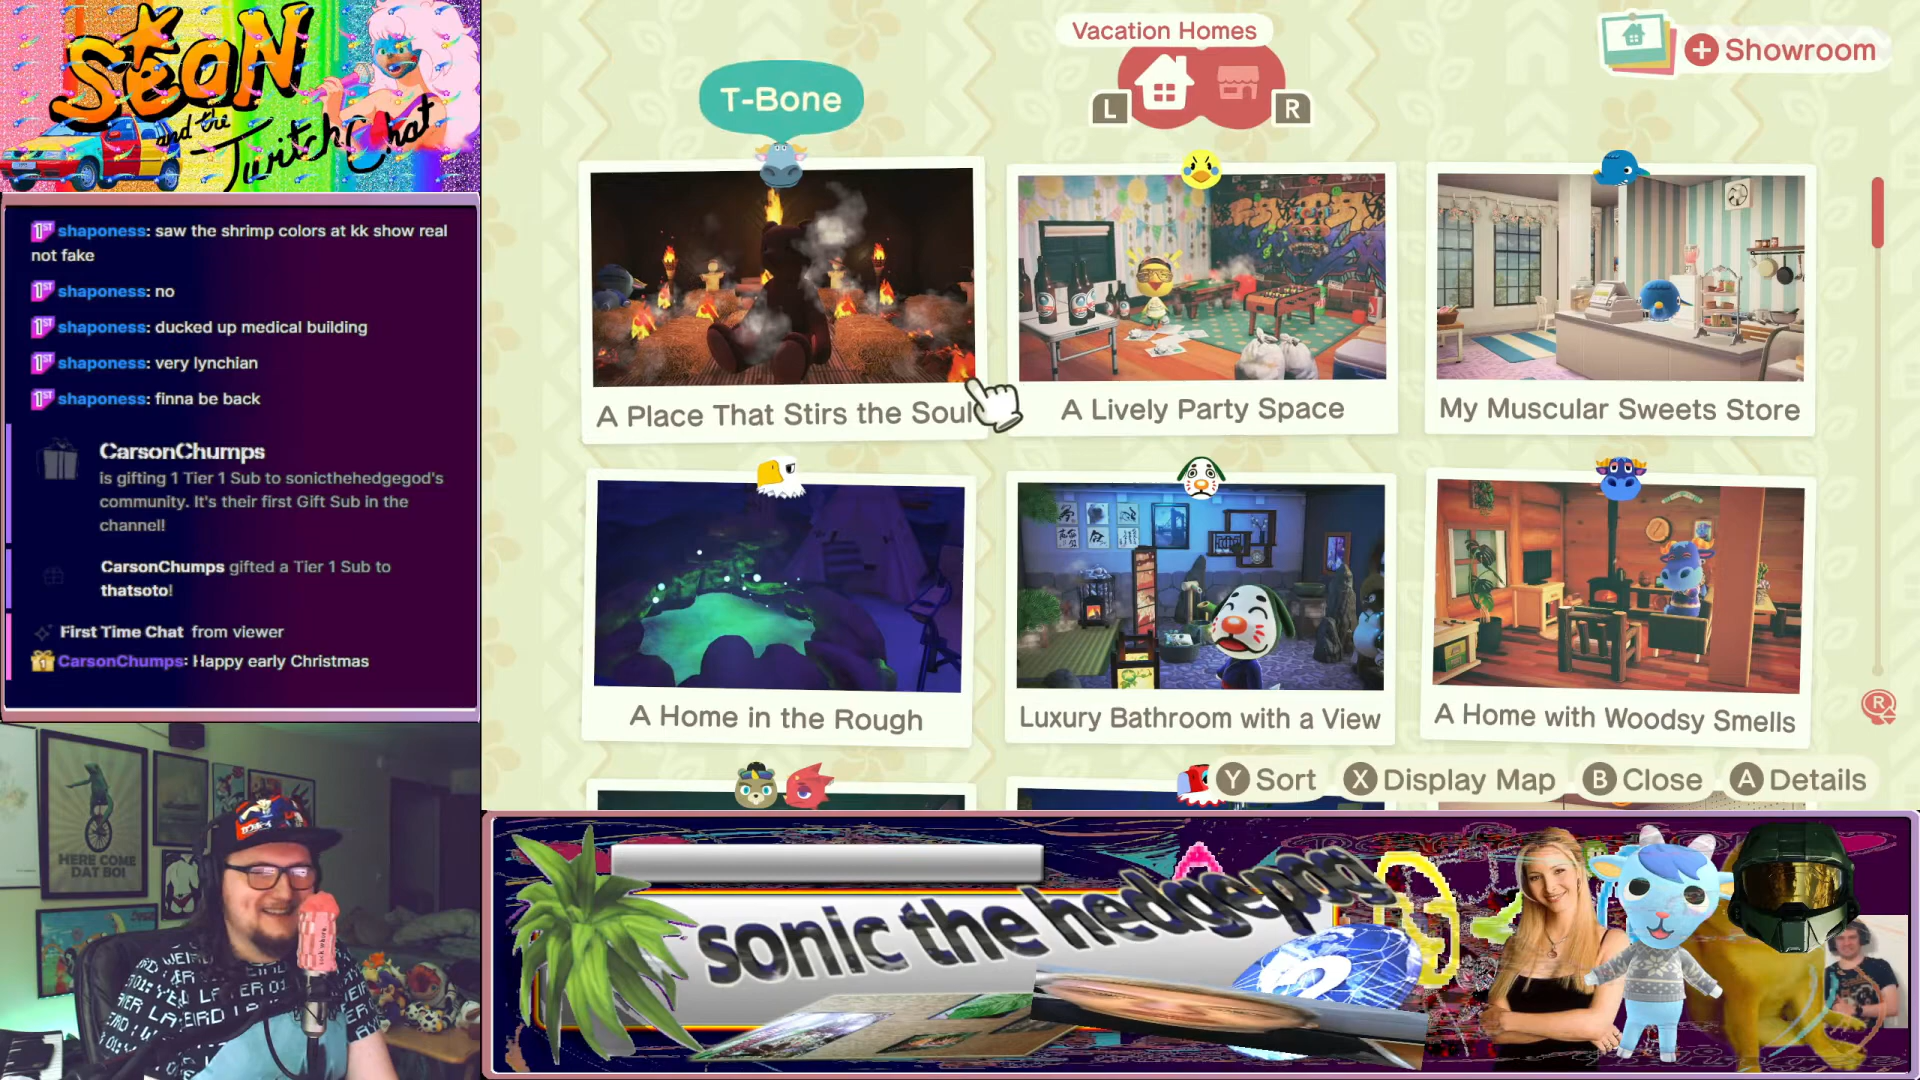 SeaN
and the
TwitchChat
shaponess: saw the shrimp colors at kk show real
not fake
shaponess: no
shaponess: ducked up medical building
shaponess: very lynchian
shaponess: finna be back
CarsonChumps
is gifting 1 Tier 1 Sub to sonicthehedgegod's
community. It's their first Gift Sub in the
channel!
CarsonChumps gifted a Tier 1 Sub to
thatsoto!
First Time Chat from viewer
CarsonChumps: Happy early Christmas
HERE COME
DAT BOI
Vacation Homes
L
R
+ Showroom
T-Bone
A Place That Stirs the Soul
A Lively Party Space
My Muscular Sweets Store
A Home in the Rough
Luxury Bathroom with a View
A Home with Woodsy Smells
R
Y Sort
X Display Map
B Close
A Details
sonic the hedgepog